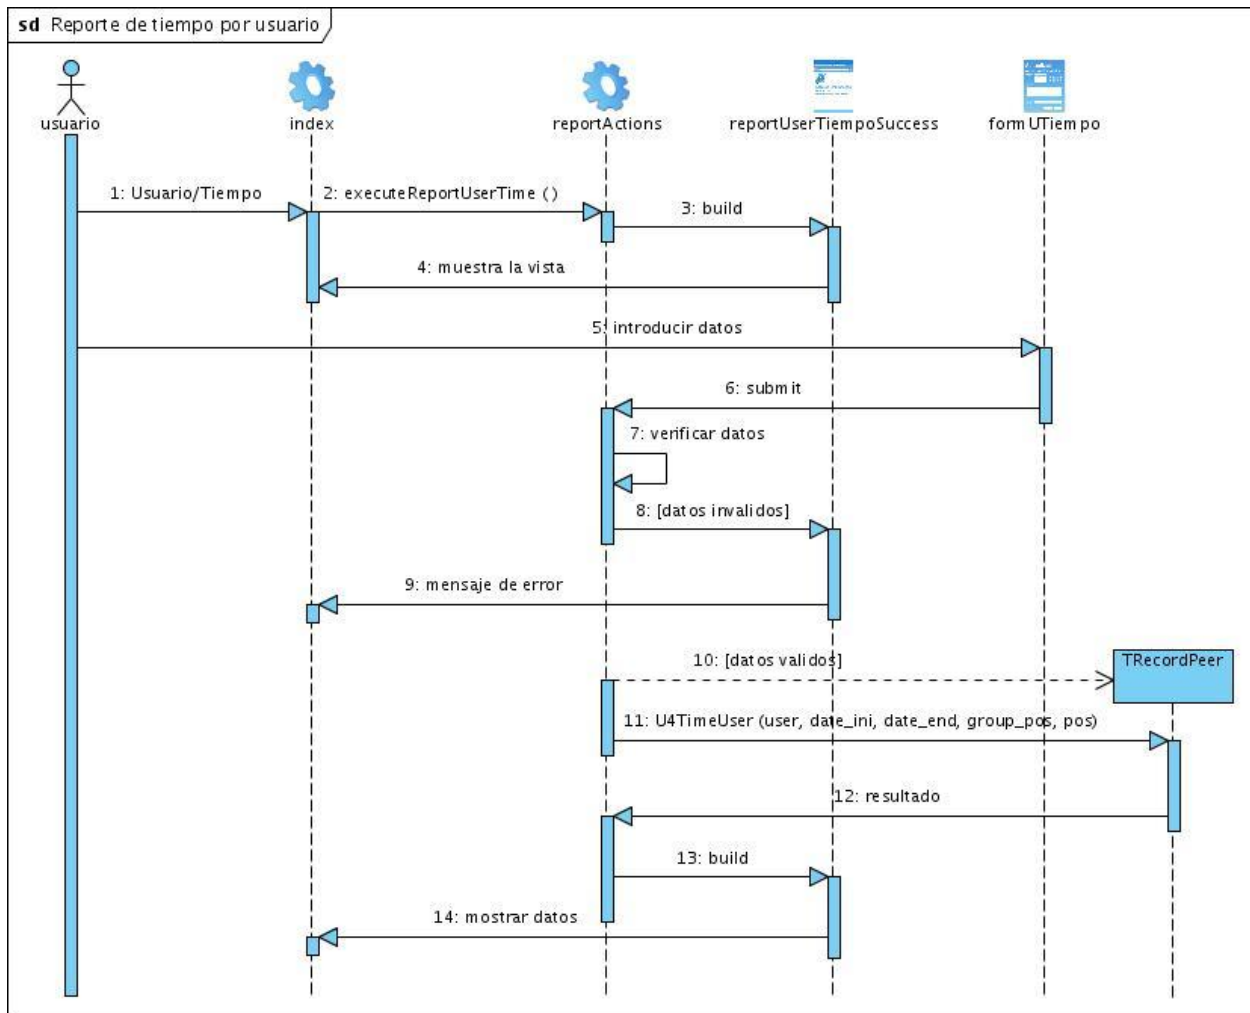 sd Reporte de tiempo por usuario
usuario
index
reportActions
reportUserTiempoSuccess
formUTiempo
1: Usuario/Tiempo
2: executeReportUserTime ()
3: build
4: muestra la vista
5: introducir datos
6: submit
7: verificar datos
8: [datos invalidos]
9: mensaje de error
10: [datos validos]
TRecordPeer
11: U4TimeUser (user, date_ini, date_end, group_pos, pos)
12: resultado
13: build
14: mostrar datos